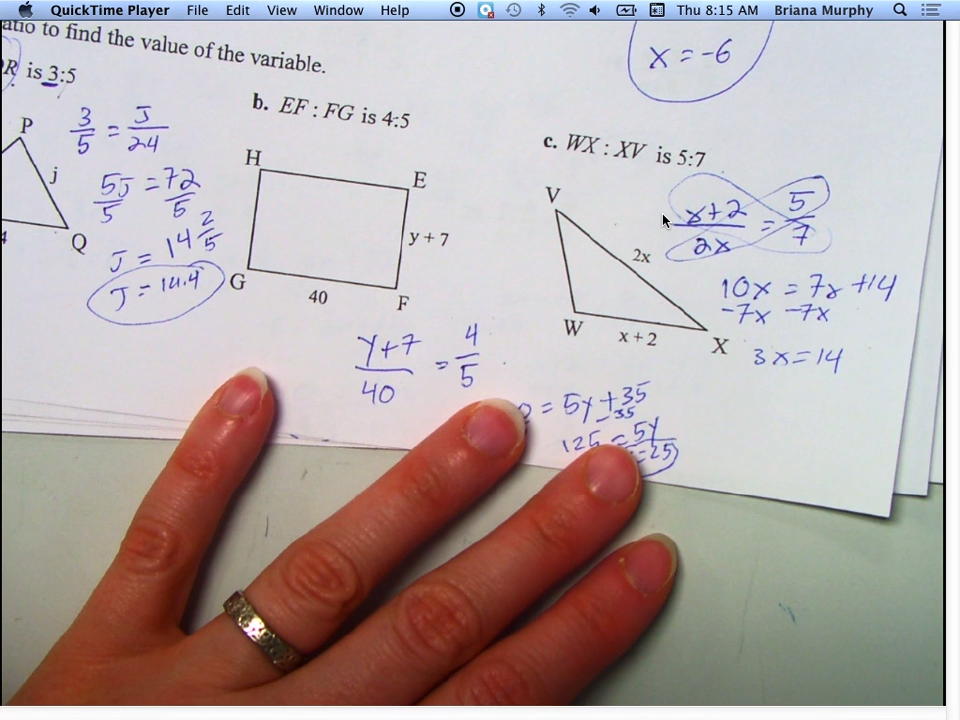 QuickTime Player File Edit View Window Help Thu 8:15 AM Briana Murphy
to find the value of the variable.
R is 3:5
P
j
Q
3/5 = J/24
5J/5 = 72/5
J = 14 2/5
J = 14.4
x = -6
b. EF : FG is 4:5
H
E
y + 7
G
40
F
y+7/40 = 4/5
= 5y+35
-35
125 = 5y
=25
c. WX : XV is 5:7
V
2x
W
x + 2
X
x+2/2x = 5/7
10x = 7x +14
-7x -7x
3x=14